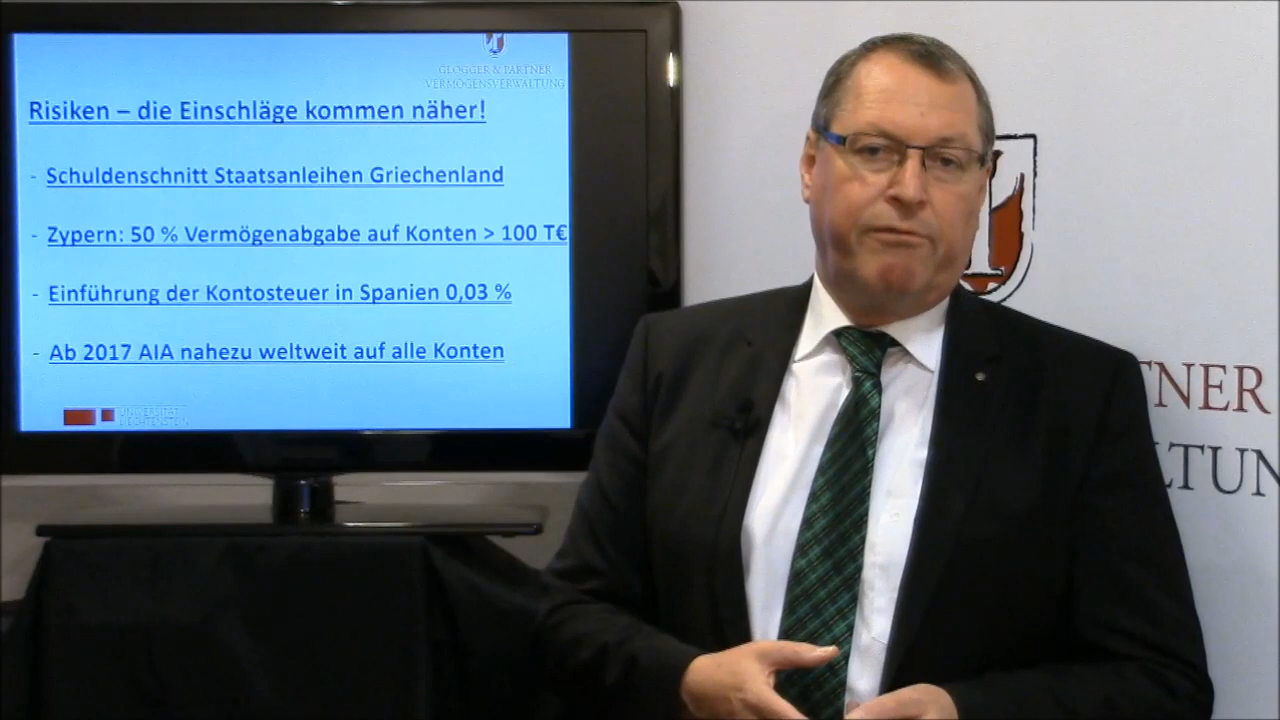 GLOGGER & PARTNER
VERMÖGENSVERWALTUNG
Risiken – die Einschläge kommen näher!
- Schuldenschnitt Staatsanleihen Griechenland
- Zypern: 50 % Vermögenabgabe auf Konten > 100 T€
- Einführung der Kontosteuer in Spanien 0,03 %
- Ab 2017 AIA nahezu weltweit auf alle Konten
UNIVERSITÄT
LIECHTENSTEIN
TNER
LTUN